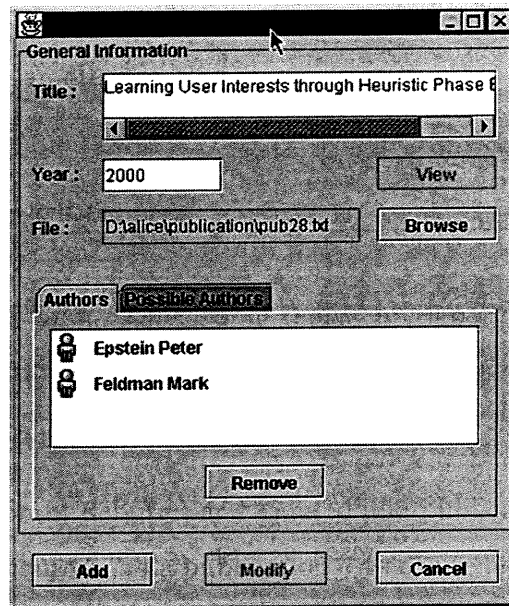 General Information
Title : Learning User Interests through Heuristic Phase E
Year : 2000 View
File : D:\alice\publication\pub28.txt Browse
Authors Possible Authors
Epstein Peter
Feldman Mark
Remove
Add Modify Cancel